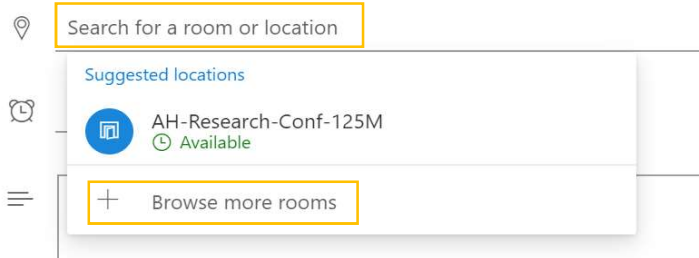 Search for a room or location
Suggested locations
AH-Research-Conf-125M
Available
Browse more rooms